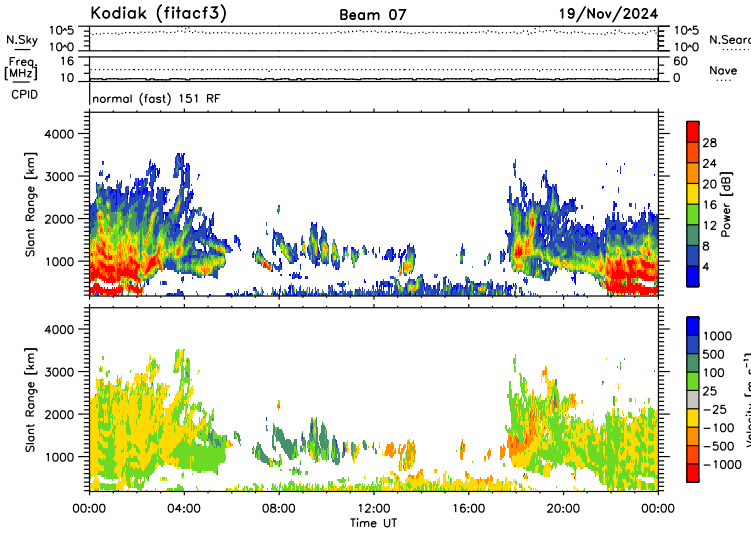 Kodiak (fitacf3) Beam 07 19/Nov/2024
N.Sky 10^5 10^0 10^5 10^0 N.Sear
Freq. [MHz] 16 10 60 0 Nave
CPID normal (fast) 151 RF
Slant Range [km]
4000
3000
2000
1000
28
24
20
16
12
8
4
Power [dB]
Slant Range [km]
4000
3000
2000
1000
1000
500
100
25
-25
-100
-500
-1000
Velocity [m s^-1]
00:00 04:00 08:00 12:00 16:00 20:00 00:00
Time UT